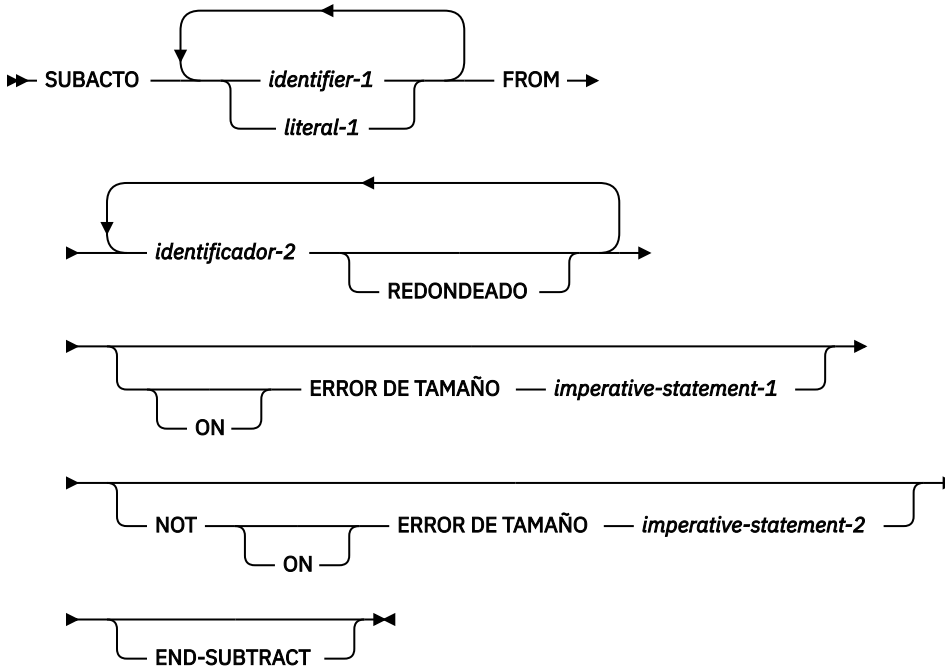 SUBACTO identifier-1 FROM
literal-1
identificador-2
REDONDEADO
ERROR DE TAMAÑO imperative-statement-1
ON
NOT ERROR DE TAMAÑO imperative-statement-2
ON
END-SUBTRACT